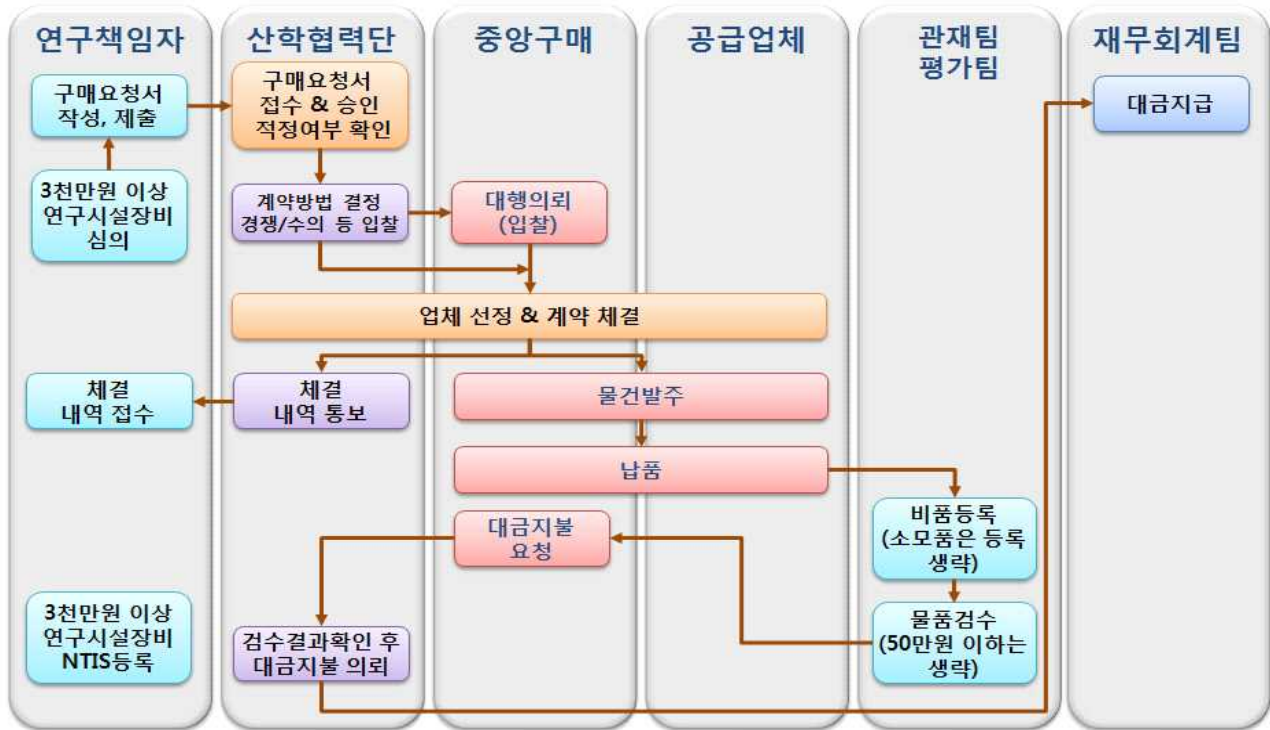 연구책임자
산학협력단
중앙구매
공급업체
관재팀
평가팀
재무회계팀
구매요청서
작성, 제출
구매요청서
접수 & 승인
적정여부 확인
대금지급
3천만원 이상
연구시설장비
심의
계약방법 결정
경쟁/수의 등 입찰
대행의뢰
(입찰)
업체 선정 & 계약 체결
체결
내역 접수
체결
내역 통보
물건발주
납품
비품등록
(소모품은 등록
생략)
대금지불
요청
3천만원 이상
연구시설장비
NTIS등록
검수결과확인 후
대금지불 의뢰
물품검수
(50만원 이하는
생략)